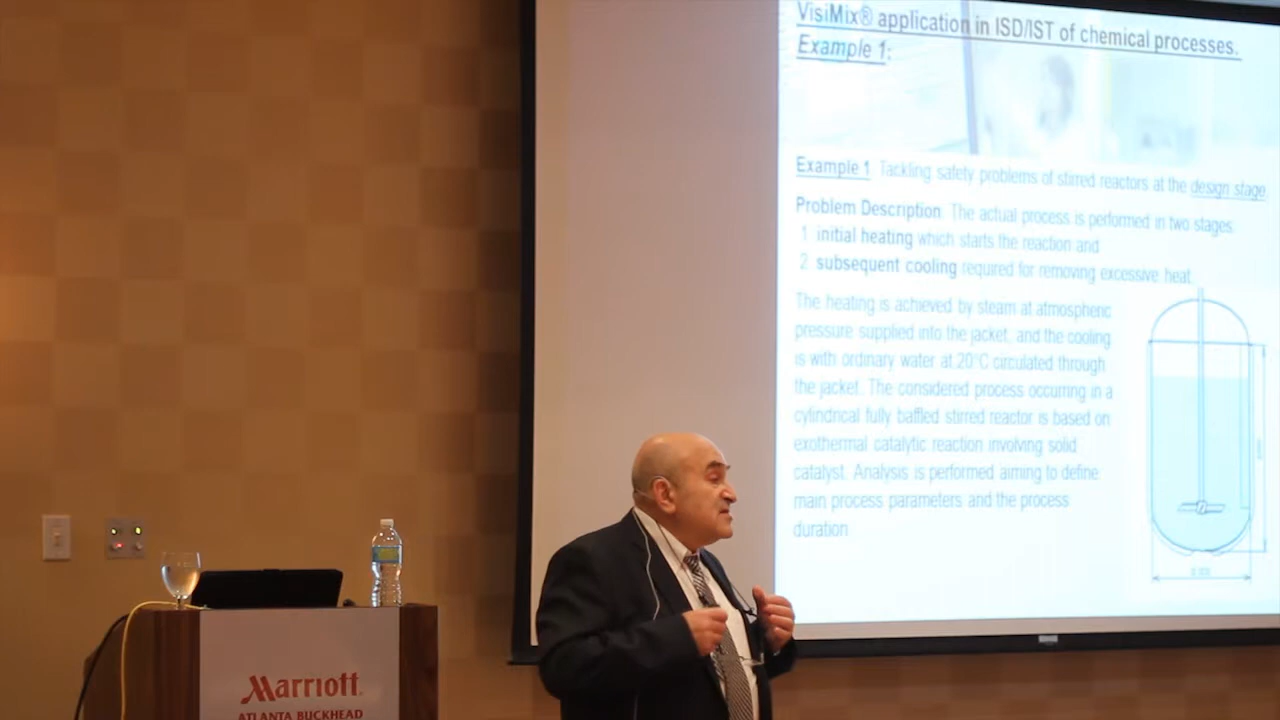 VisiMix® application in ISD/IST of chemical processes.
Example 1:
Example 1 Tackling safety problems of stirred reactors at the design stage
Problem Description The actual process is performed in two stages:
1 initial heating which starts the reaction and
2 subsequent cooling required for removing excessive heat.
The heating is achieved by steam at atmospheric
pressure supplied into the jacket, and the cooling
is with ordinary water at 20°C circulated through
the jacket. The considered process occurring in a
cylindrical fully baffled stirred reactor is based on
exothermal catalytic reaction involving solid
catalyst. Analysis is performed aiming to define
main process parameters and the process
duration
Marriott
ATLANTA BUCKHEAD